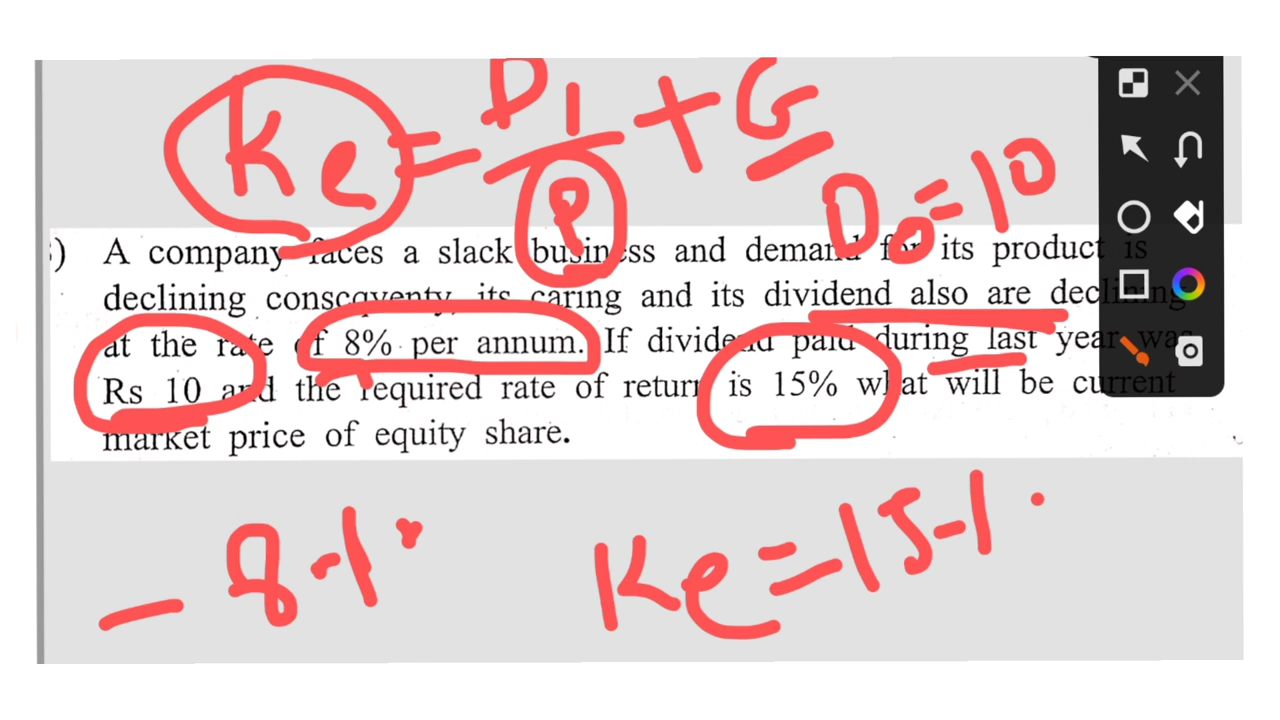 Ke = D1/P + G
D0 = 10
:) A company faces a slack business and demand for its product is
declining conscqventy, its caring and its dividend also are declining
at the rate of 8% per annum. If dividend paid during last year was
Rs 10 and the required rate of return is 15% what will be current
market price of equity share.
- 8% Ke = 15%